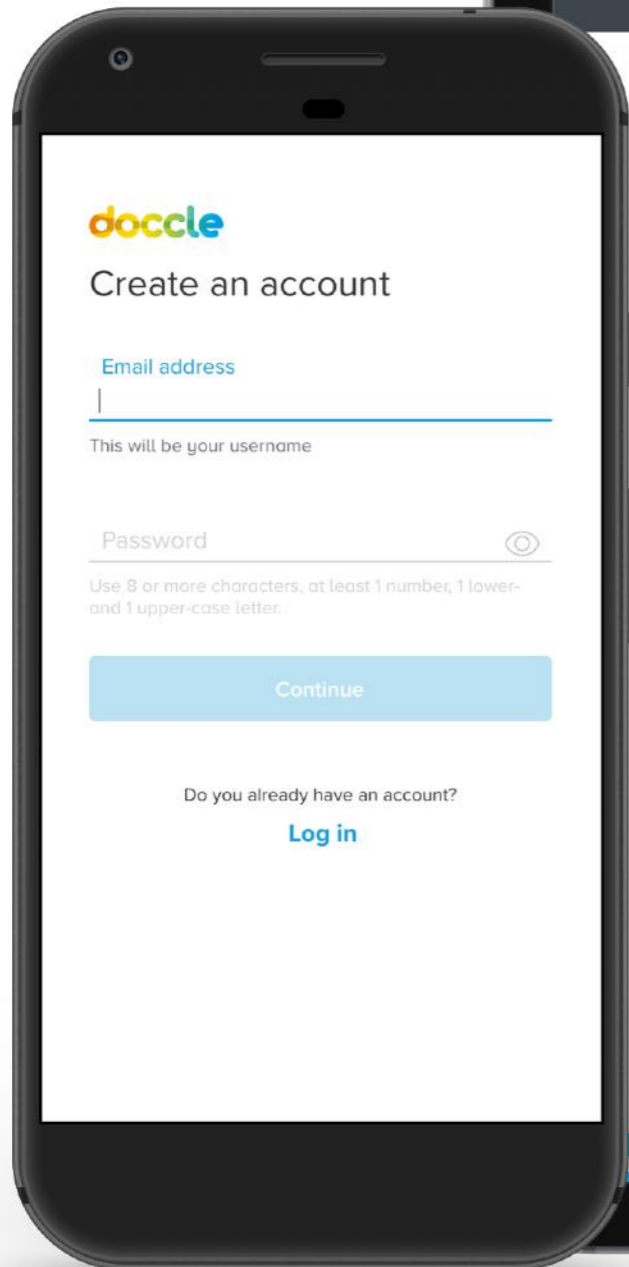 doccle
Create an account
Email address
This will be your username
Password
Use 8 or more characters, at least 1 number, 1 lower-
and 1 upper-case letter.
Continue
Do you already have an account?
Log in